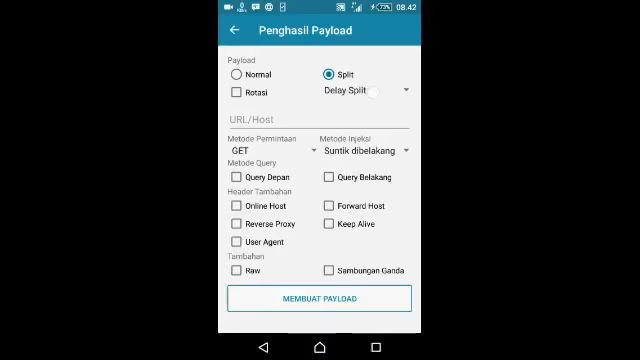 73% 08.42
Penghasil Payload
Payload
Normal Split
Rotasi Delay Split
URL/Host
Metode Permintaan Metode Injeksi
GET Suntik dibelakang
Metode Query
Query Depan Query Belakang
Header Tambahan
Online Host Forward Host
Reverse Proxy Keep Alive
User Agent
Tambahan
Raw Sambungan Ganda
MEMBUAT PAYLOAD